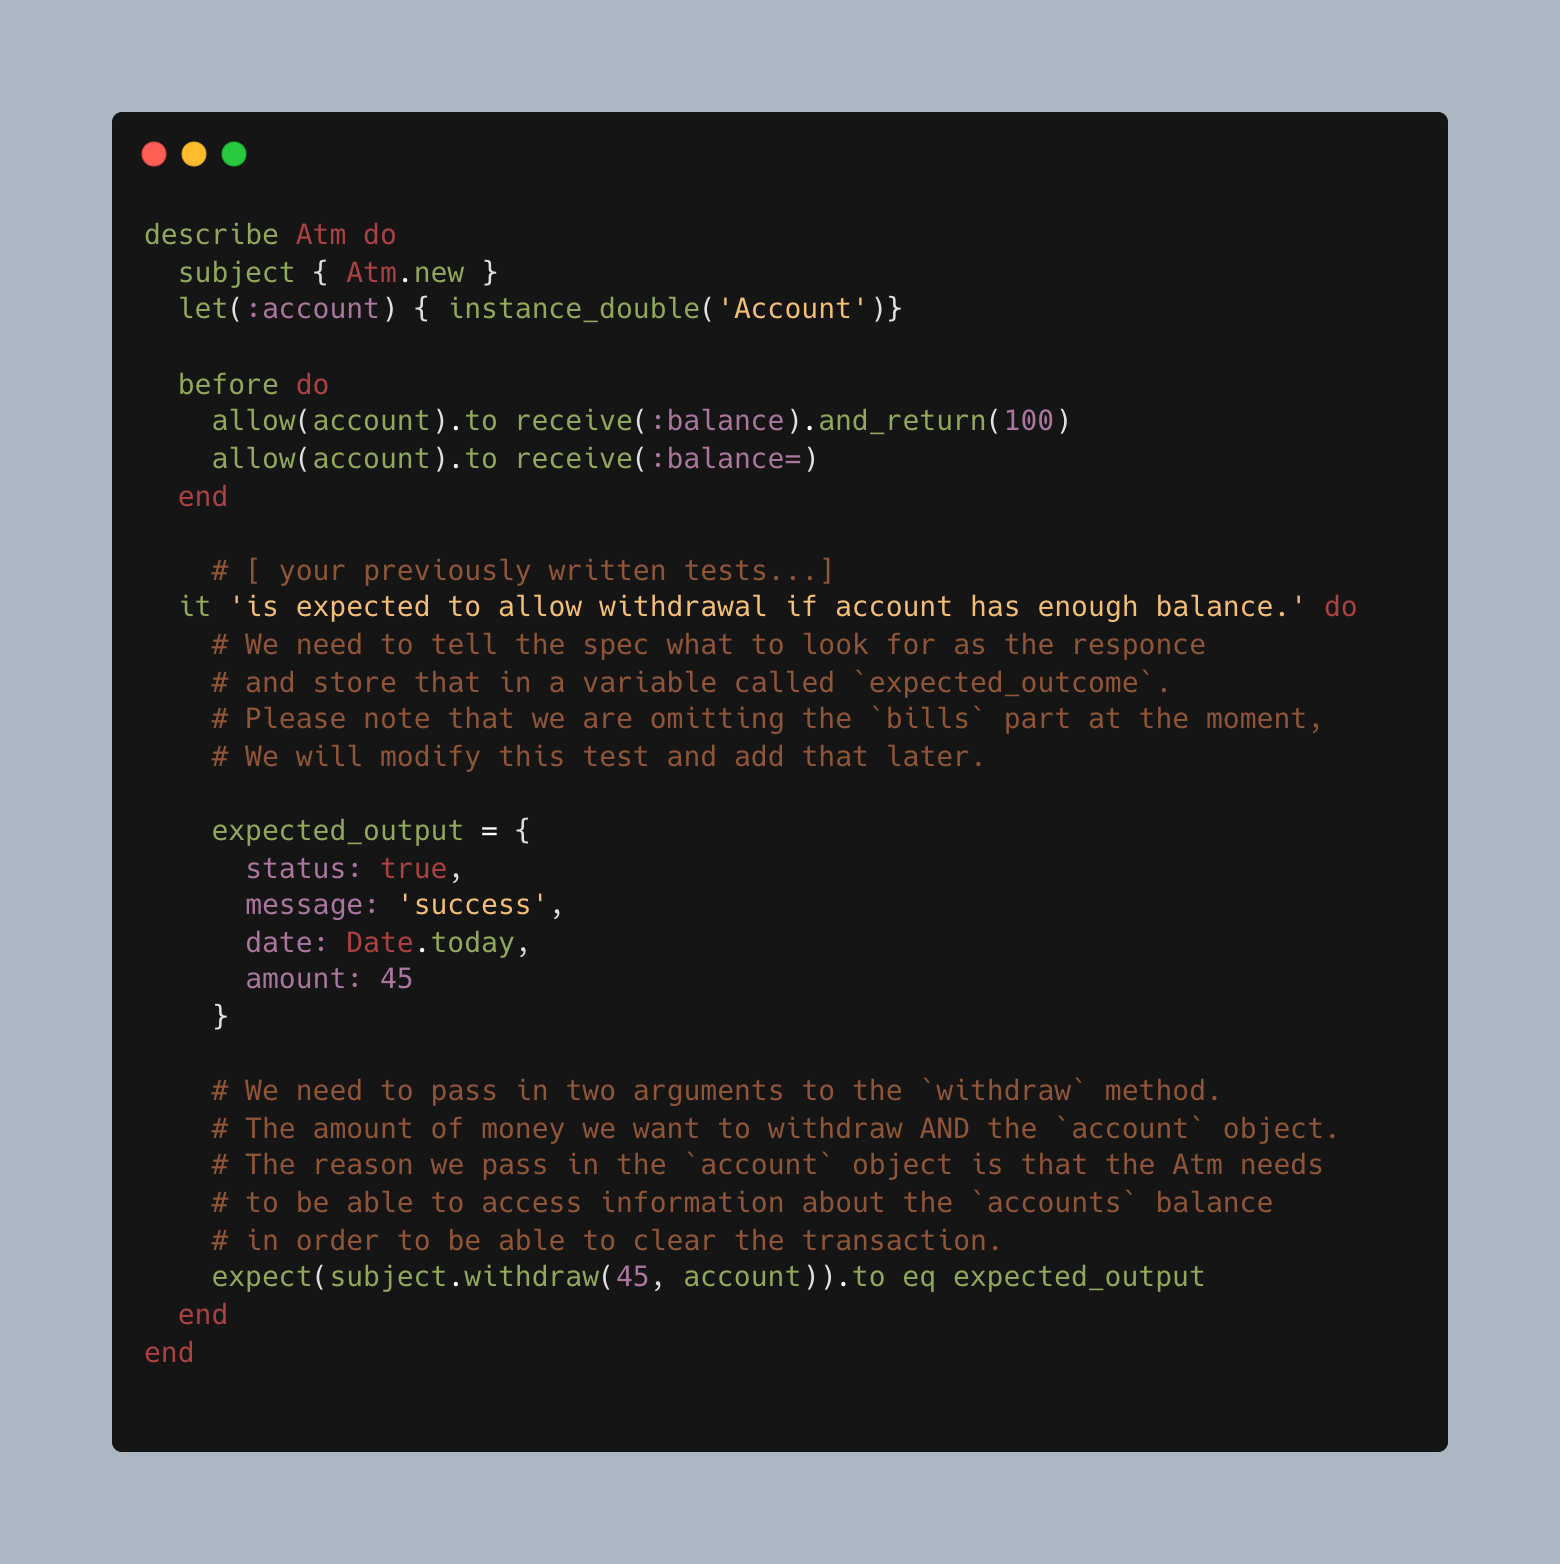 describe Atm do
  subject { Atm.new }
  let(:account) { instance_double('Account')}

  before do
    allow(account).to receive(:balance).and_return(100)
    allow(account).to receive(:balance=)
  end

    # [ your previously written tests...]
  it 'is expected to allow withdrawal if account has enough balance.' do
    # We need to tell the spec what to look for as the responce
    # and store that in a variable called `expected_outcome`.
    # Please note that we are omitting the `bills` part at the moment,
    # We will modify this test and add that later.

    expected_output = {
      status: true,
      message: 'success',
      date: Date.today,
      amount: 45
    }

    # We need to pass in two arguments to the `withdraw` method.
    # The amount of money we want to withdraw AND the `account` object.
    # The reason we pass in the `account` object is that the Atm needs
    # to be able to access information about the `accounts` balance
    # in order to be able to clear the transaction.
    expect(subject.withdraw(45, account)).to eq expected_output
  end
end